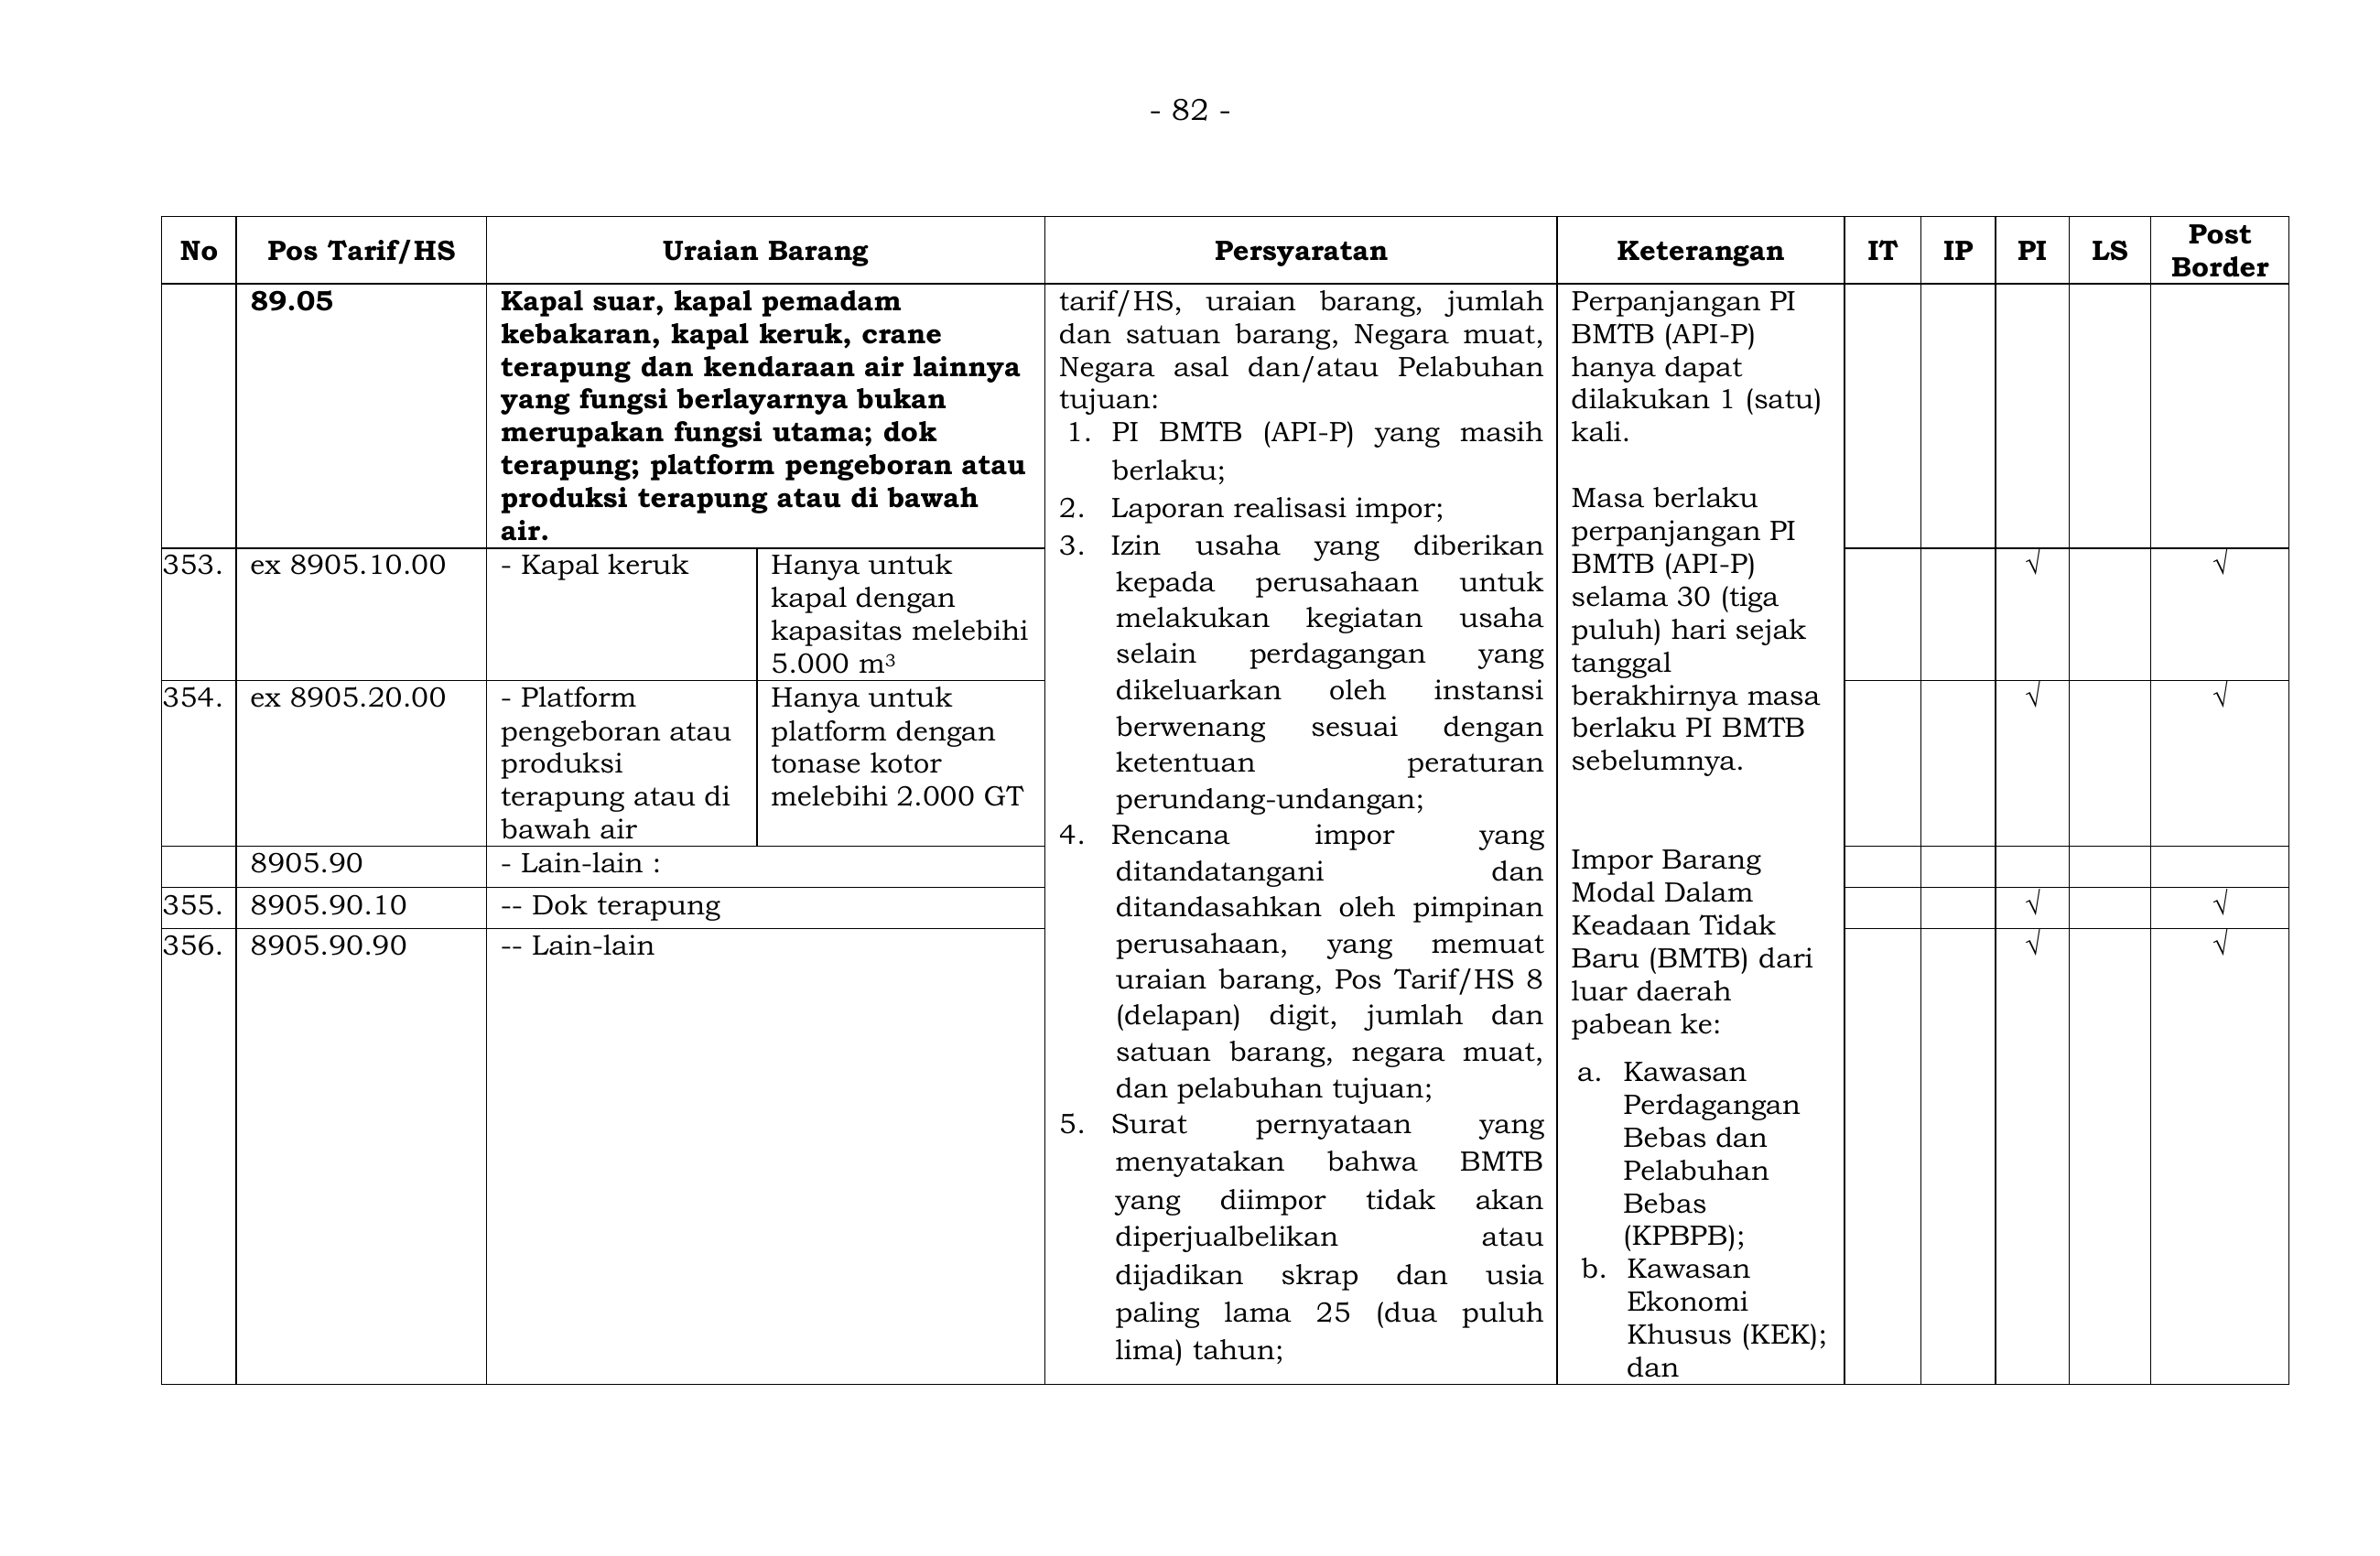 - 82 -
No Pos Tarif/HS Uraian Barang Persyaratan Keterangan IT IP PI LS Post
Border
89.05
Kapal suar, kapal pemadam
kebakaran, kapal keruk, crane
terapung dan kendaraan air lainnya
yang fungsi berlayarnya bukan
merupakan fungsi utama; dok
terapung; platform pengeboran atau
produksi terapung atau di bawah
air.
353. ex 8905.10.00 - Kapal keruk
Hanya untuk
kapal dengan
kapasitas melebihi
5.000 m³
√ √
354. ex 8905.20.00 - Platform
pengeboran atau
produksi
terapung atau di
bawah air
Hanya untuk
platform dengan
tonase kotor
melebihi 2.000 GT
√ √
8905.90 - Lain-lain :
355. 8905.90.10 -- Dok terapung √ √
356. 8905.90.90 -- Lain-lain √ √
tarif/HS, uraian barang, jumlah
dan satuan barang, Negara muat,
Negara asal dan/atau Pelabuhan
tujuan:
1. PI BMTB (API-P) yang masih
berlaku;
2. Laporan realisasi impor;
3. Izin usaha yang diberikan
kepada perusahaan untuk
melakukan kegiatan usaha
selain perdagangan yang
dikeluarkan oleh instansi
berwenang sesuai dengan
ketentuan peraturan
perundang-undangan;
4. Rencana impor yang
ditandatangani dan
ditandasahkan oleh pimpinan
perusahaan, yang memuat
uraian barang, Pos Tarif/HS 8
(delapan) digit, jumlah dan
satuan barang, negara muat,
dan pelabuhan tujuan;
5. Surat pernyataan yang
menyatakan bahwa BMTB
yang diimpor tidak akan
diperjualbelikan atau
dijadikan skrap dan usia
paling lama 25 (dua puluh
lima) tahun;
Perpanjangan PI
BMTB (API-P)
hanya dapat
dilakukan 1 (satu)
kali.
Masa berlaku
perpanjangan PI
BMTB (API-P)
selama 30 (tiga
puluh) hari sejak
tanggal
berakhirnya masa
berlaku PI BMTB
sebelumnya.
Impor Barang
Modal Dalam
Keadaan Tidak
Baru (BMTB) dari
luar daerah
pabean ke:
a. Kawasan
Perdagangan
Bebas dan
Pelabuhan
Bebas
(KPBPB);
b. Kawasan
Ekonomi
Khusus (KEK);
dan